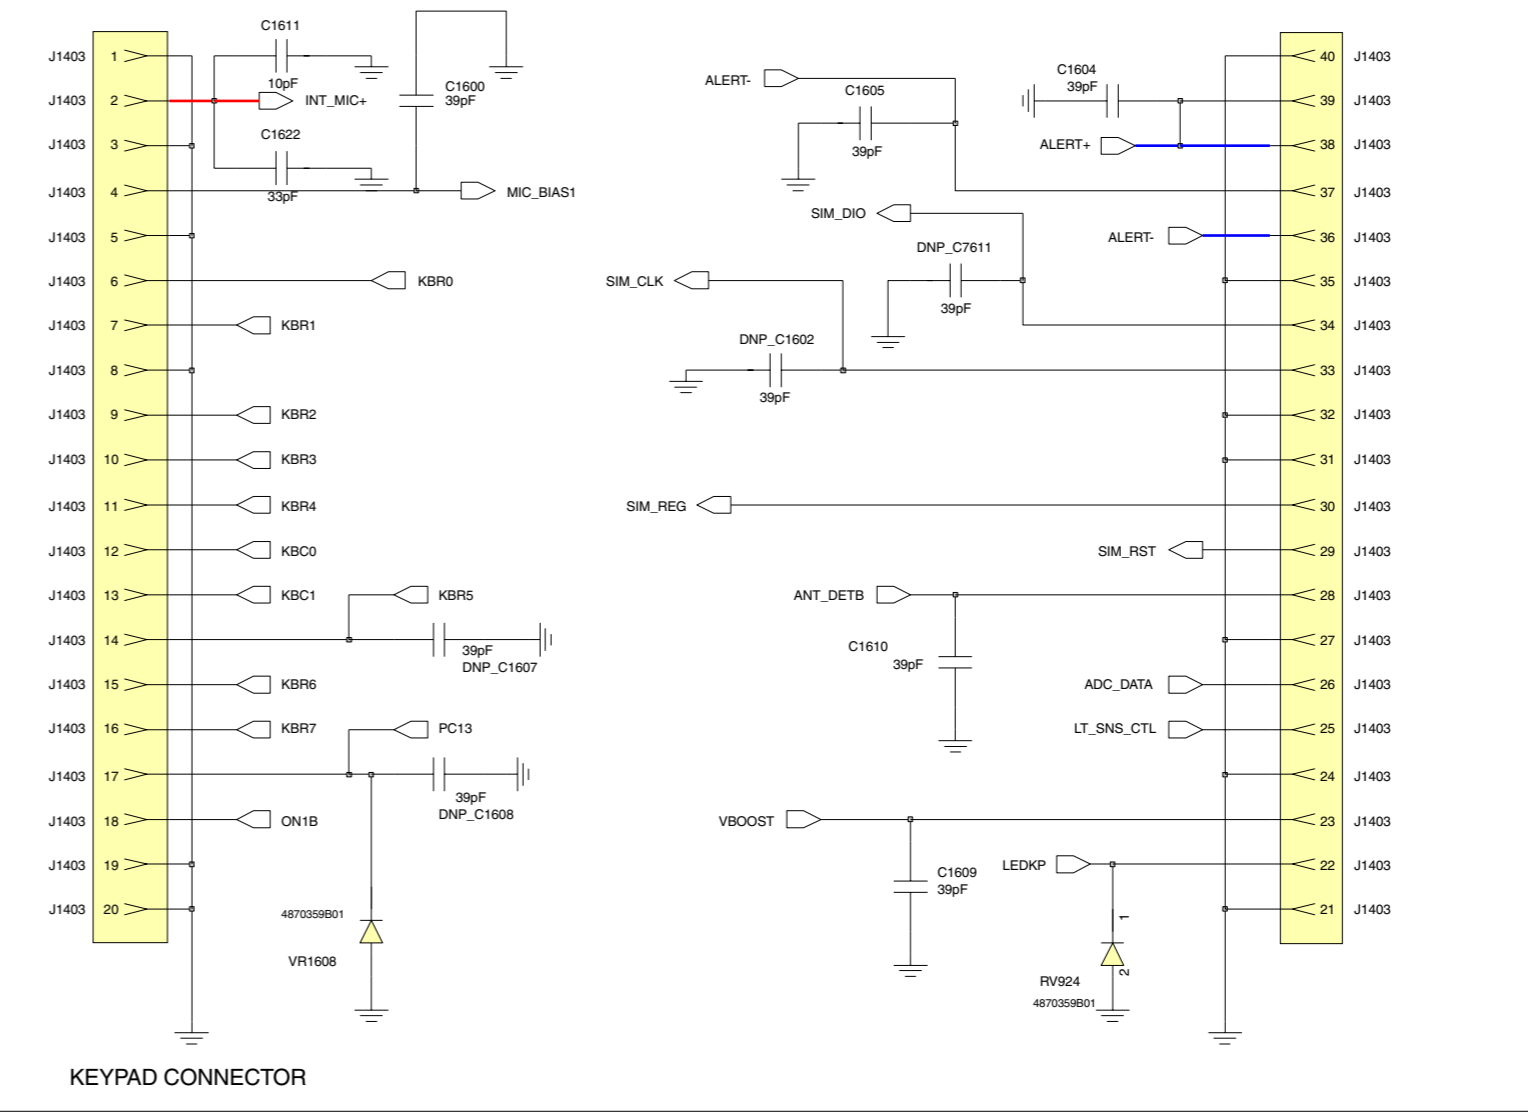 C1611
J1403 1
10pF
J1403 2 INT_MIC+
C1600
39pF
C1622
J1403 3
33pF
J1403 4 MIC_BIAS1
J1403 5
J1403 6 KBR0
J1403 7 KBR1
J1403 8
J1403 9 KBR2
J1403 10 KBR3
J1403 11 KBR4
J1403 12 KBC0
J1403 13 KBC1 KBR5
J1403 14
39pF
DNP_C1607
J1403 15 KBR6
J1403 16 KBR7 PC13
J1403 17
39pF
DNP_C1608
J1403 18 ON1B
J1403 19
J1403 20
4870359B01
VR1608
40 J1403
ALERT-
C1605
39pF
C1604
39pF
39 J1403
ALERT+ 38 J1403
37 J1403
SIM_DIO
ALERT- 36 J1403
DNP_C7611
39pF
SIM_CLK
35 J1403
34 J1403
DNP_C1602
39pF
33 J1403
32 J1403
31 J1403
SIM_REG 30 J1403
SIM_RST 29 J1403
ANT_DETB 28 J1403
C1610
39pF
27 J1403
ADC_DATA 26 J1403
LT_SNS_CTL 25 J1403
24 J1403
VBOOST 23 J1403
C1609
39pF
LEDKP 22 J1403
21 J1403
1
2
RV924
4870359B01
KEYPAD CONNECTOR